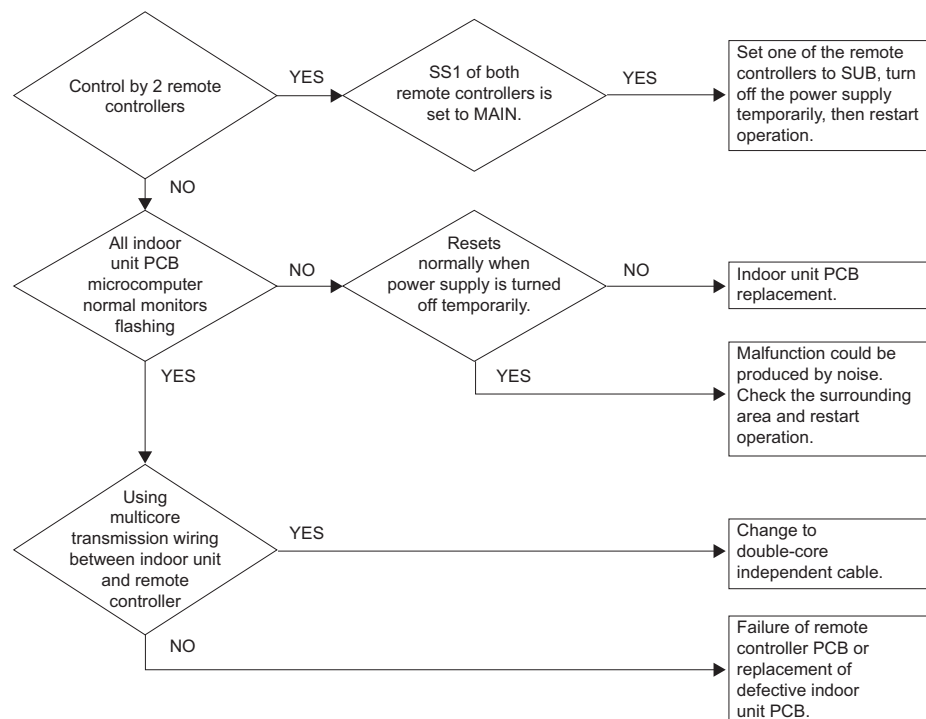 Control by 2 remote
controllers
YES
SS1 of both
remote controllers is
set to MAIN.
YES
Set one of the remote
controllers to SUB, turn
off the power supply
temporarily, then restart
operation.
NO
All indoor
unit PCB
microcomputer
normal monitors
flashing
NO
Resets
normally when
power supply is turned
off temporarily.
NO
Indoor unit PCB
replacement.
YES
YES
Malfunction could be
produced by noise.
Check the surrounding
area and restart
operation.
Using
multicore
transmission wiring
between indoor unit
and remote
controller
YES
Change to
double-core
independent cable.
NO
Failure of remote
controller PCB or
replacement of
defective indoor
unit PCB.